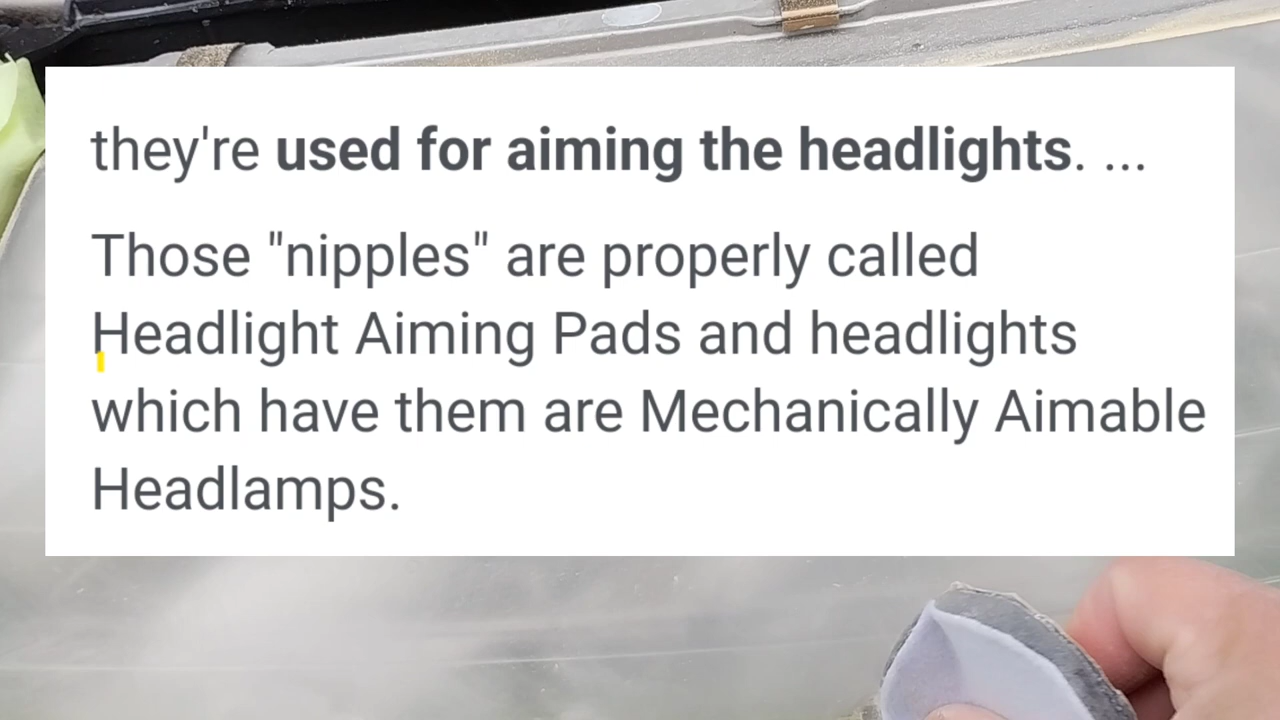 they're used for aiming the headlights. ...
Those "nipples" are properly called
Headlight Aiming Pads and headlights
which have them are Mechanically Aimable
Headlamps.